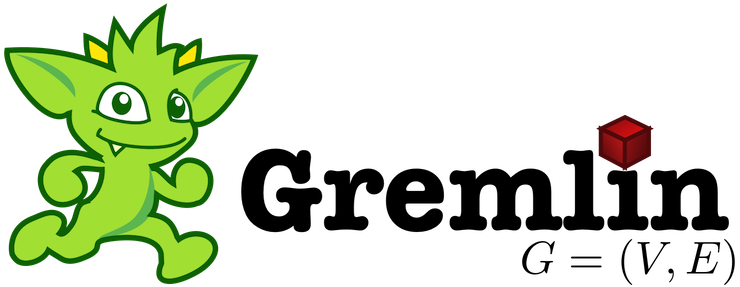 Gremlin
G = (V, E)